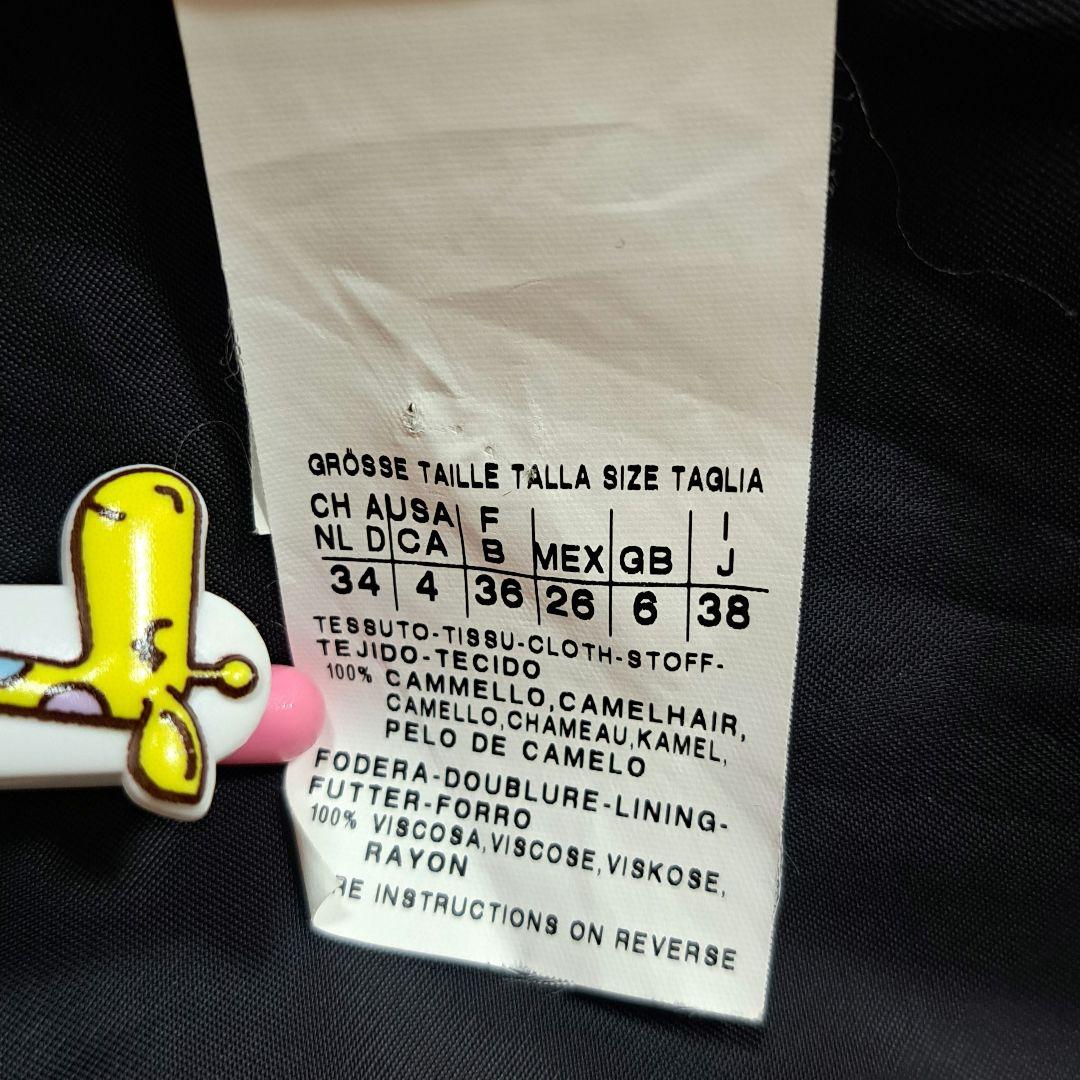 GRÖSSE TAILLE TALLA SIZE TAGLIA
CH A USA F I
NL D CA B MEX GB J
34 4 36 26 6 38
TESSUTO-TISSU-CLOTH-STOFF-
TEJIDO-TECIDO
100% CAMMELLO,CAMELHAIR,
CAMELLO,CHAMEAU,KAMEL,
PELO DE CAMELO
FODERA-DOUBLURE-LINING-
FUTTER-FORRO
100% VISCOSA,VISCOSE,VISKOSE,
RAYON
RE INSTRUCTIONS ON REVERSE